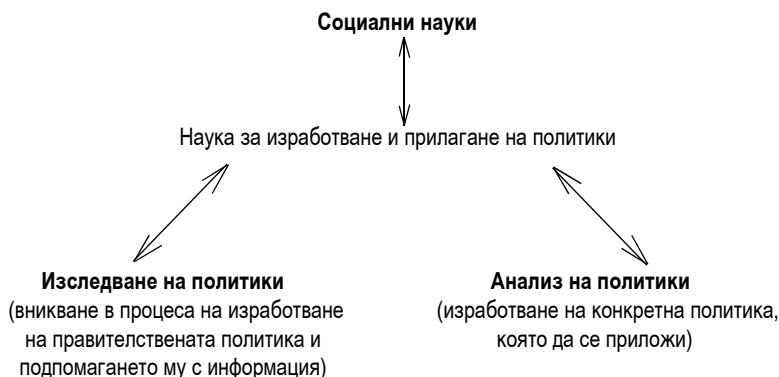 Социални науки
Наука за изработване и прилагане на политики
Изследване на политики
(вникване в процеса на изработване
на правителствената политика и
подпомагането му с информация)
Анализ на политики
(изработване на конкретна политика,
която да се приложи)